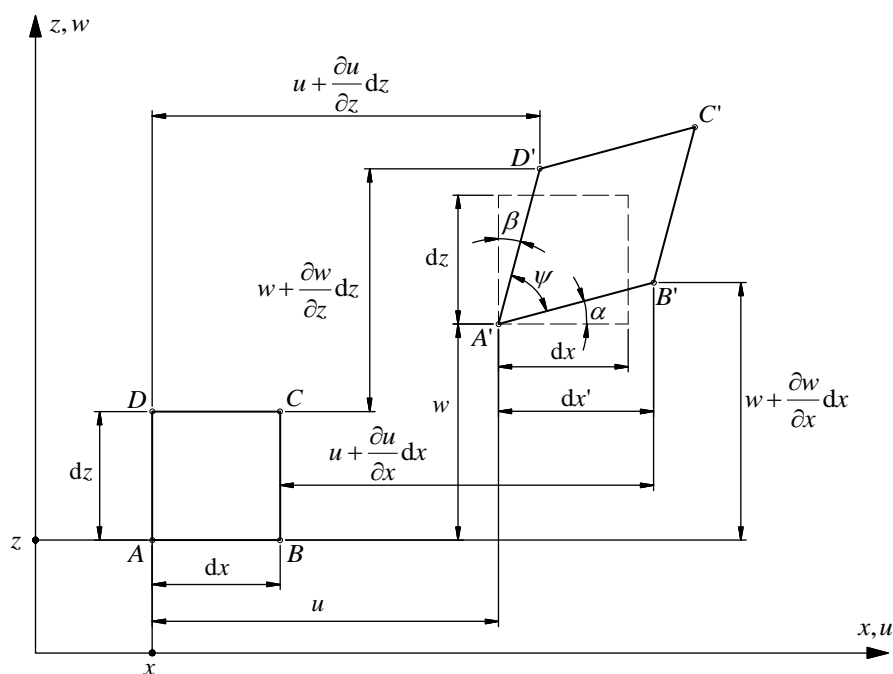 z, w
u + ∂u/∂z dz
C'
D'
β
dz
w + ∂w/∂z dz
ψ
B'
α
A'
dx
D
C
w
dx'
w + ∂w/∂x dx
u + ∂u/∂x dx
dz
z
A
B
dx
u
x, u
x